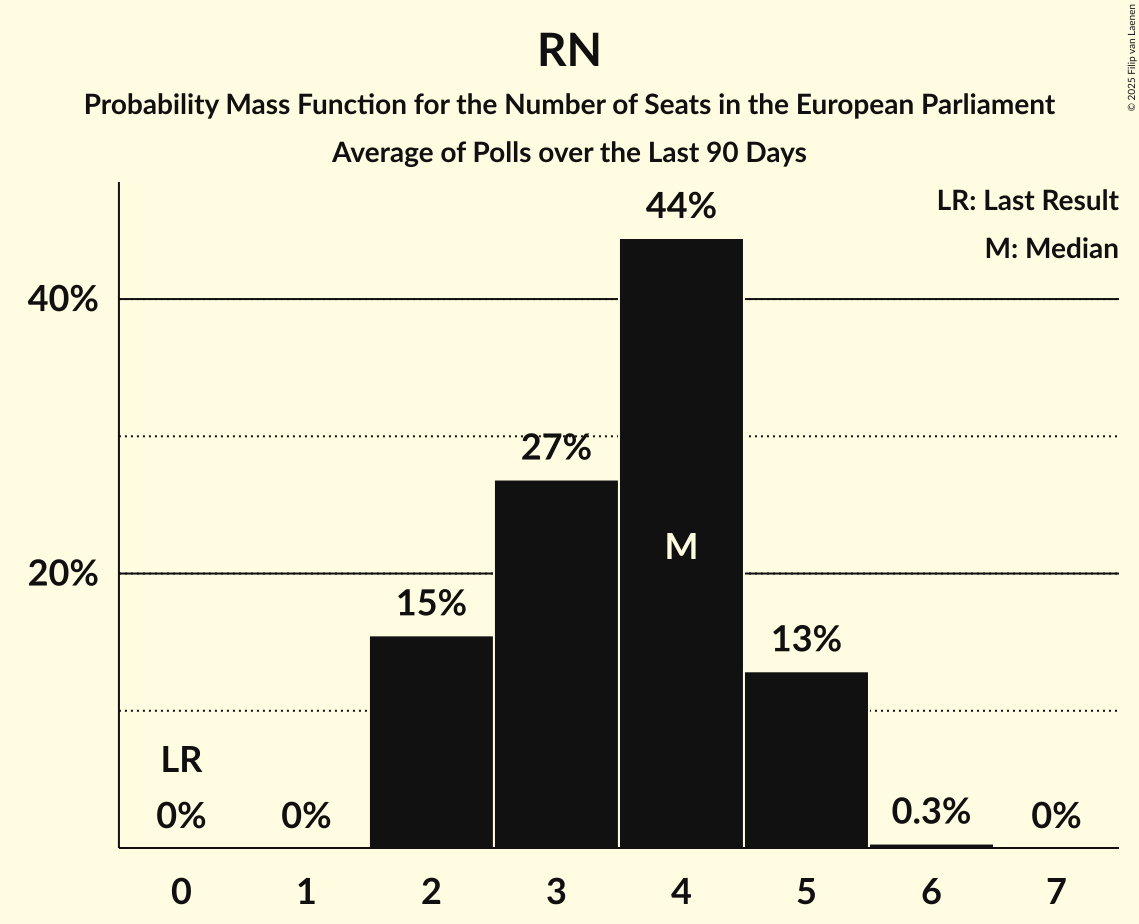 RN
Probability Mass Function for the Number of Seats in the European Parliament
Average of Polls over the Last 90 Days
© 2025 Filip van Laenen
LR: Last Result
M: Median
44%
40%
27%
M
20%
15%
13%
LR
0%
0%
0.3%
0%
0 1 2 3 4 5 6 7